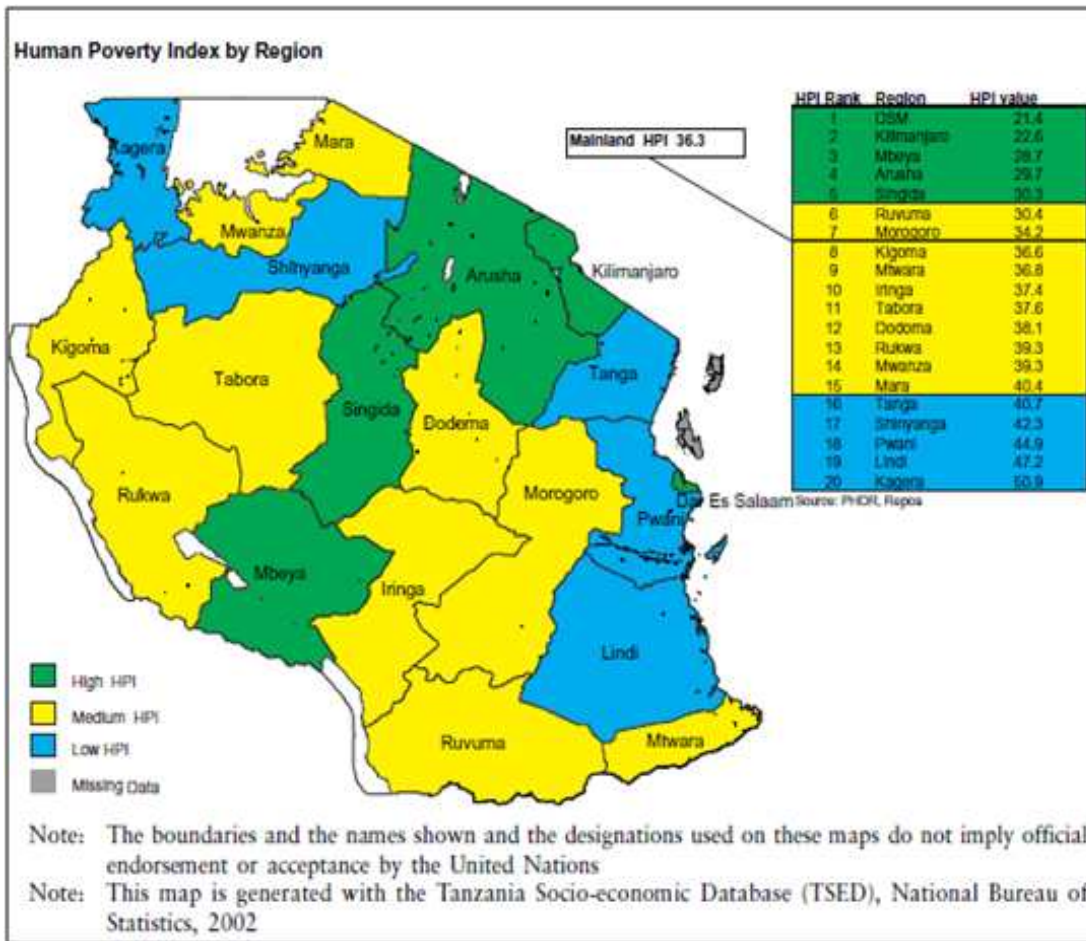 Human Poverty Index by Region
HPI Rank Region HPI value
1 DSM 21.4
2 Kilimanjaro 22.6
3 Mbeya 28.7
4 Arusha 29.7
5 Singida 30.3
6 Ruvuma 30.4
7 Morogoro 34.2
8 Kigoma 36.6
9 Mtwara 36.8
10 Iringa 37.4
11 Tabora 37.6
12 Dodoma 38.1
13 Rukwa 39.3
14 Mwanza 39.3
15 Mara 40.4
16 Tanga 40.7
17 Shinyanga 42.3
18 Pwani 44.9
19 Lindi 47.2
20 Kagera 50.9
Source: PHDR, Repoa
Mainland HPI 36.3
Kagera
Mara
Mwanza
Shinyanga
Arusha
Kilimanjaro
Kigoma
Tabora
Singida
Tanga
Dodoma
Rukwa
Morogoro
Dar Es Salaam
Pwani
Mbeya
Iringa
Lindi
Ruvuma
Mtwara
High HPI
Medium HPI
Low HPI
Missing Data
Note: The boundaries and the names shown and the designations used on these maps do not imply official
endorsement or acceptance by the United Nations
Note: This map is generated with the Tanzania Socio-economic Database (TSED), National Bureau of
Statistics, 2002